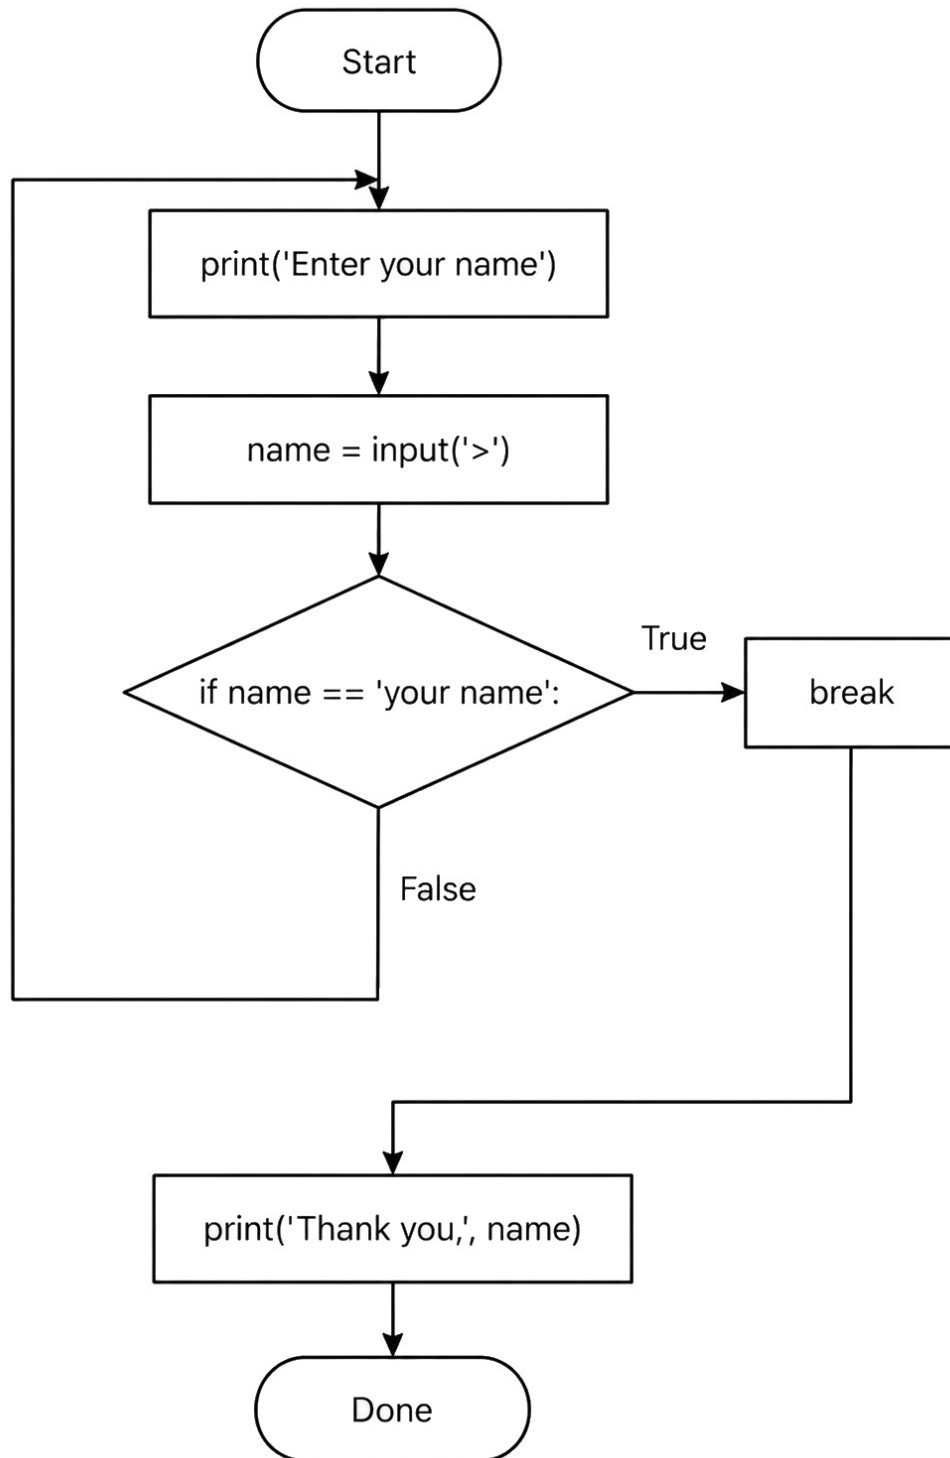 Start
print('Enter your name')
name = input('>')
if name == 'your name':
True
break
False
print('Thank you,', name)
Done